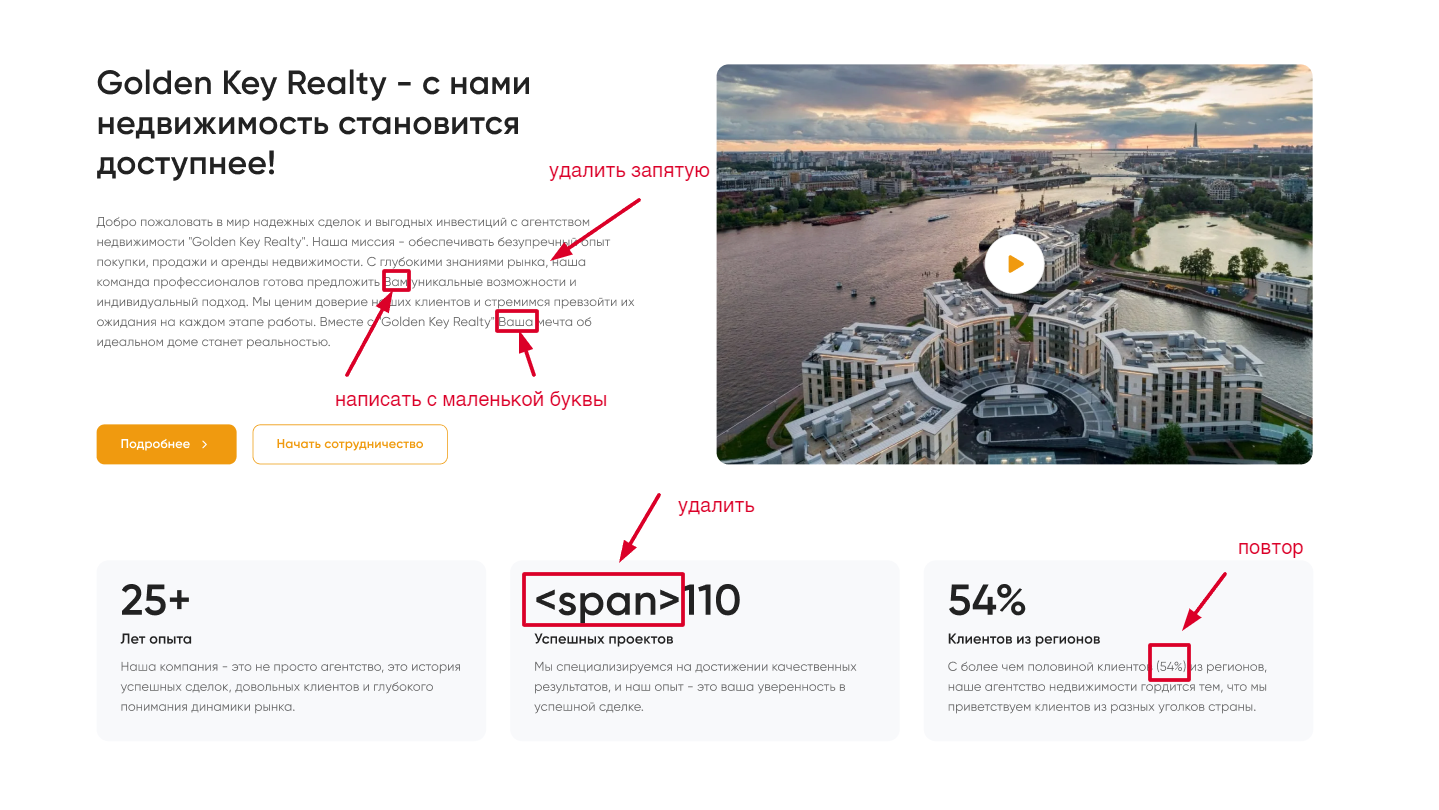 Golden Key Realty - с нами
недвижимость становится
доступнее!
удалить запятую
Добро пожаловать в мир надежных сделок и выгодных инвестиций с агентством
недвижимости "Golden Key Realty". Наша миссия - обеспечивать безупречный опыт
покупки, продажи и аренды недвижимости. С глубокими знаниями рынка, наша
команда профессионалов готова предложить Вам уникальные возможности и
индивидуальный подход. Мы ценим доверие наших клиентов и стремимся превзойти их
ожидания на каждом этапе работы. Вместе с "Golden Key Realty" Ваша мечта об
идеальном доме станет реальностью.
написать с маленькой буквы
Подробнее
Начать сотрудничество
удалить
повтор
25+
Лет опыта
Наша компания - это не просто агентство, это история
успешных сделок, довольных клиентов и глубокого
понимания динамики рынка.
<span>110
Успешных проектов
Мы специализируемся на достижении качественных
результатов, и наш опыт - это ваша уверенность в
успешной сделке.
54%
Клиентов из регионов
С более чем половиной клиентов (54%) из регионов,
наше агентство недвижимости гордится тем, что мы
приветствуем клиентов из разных уголков страны.